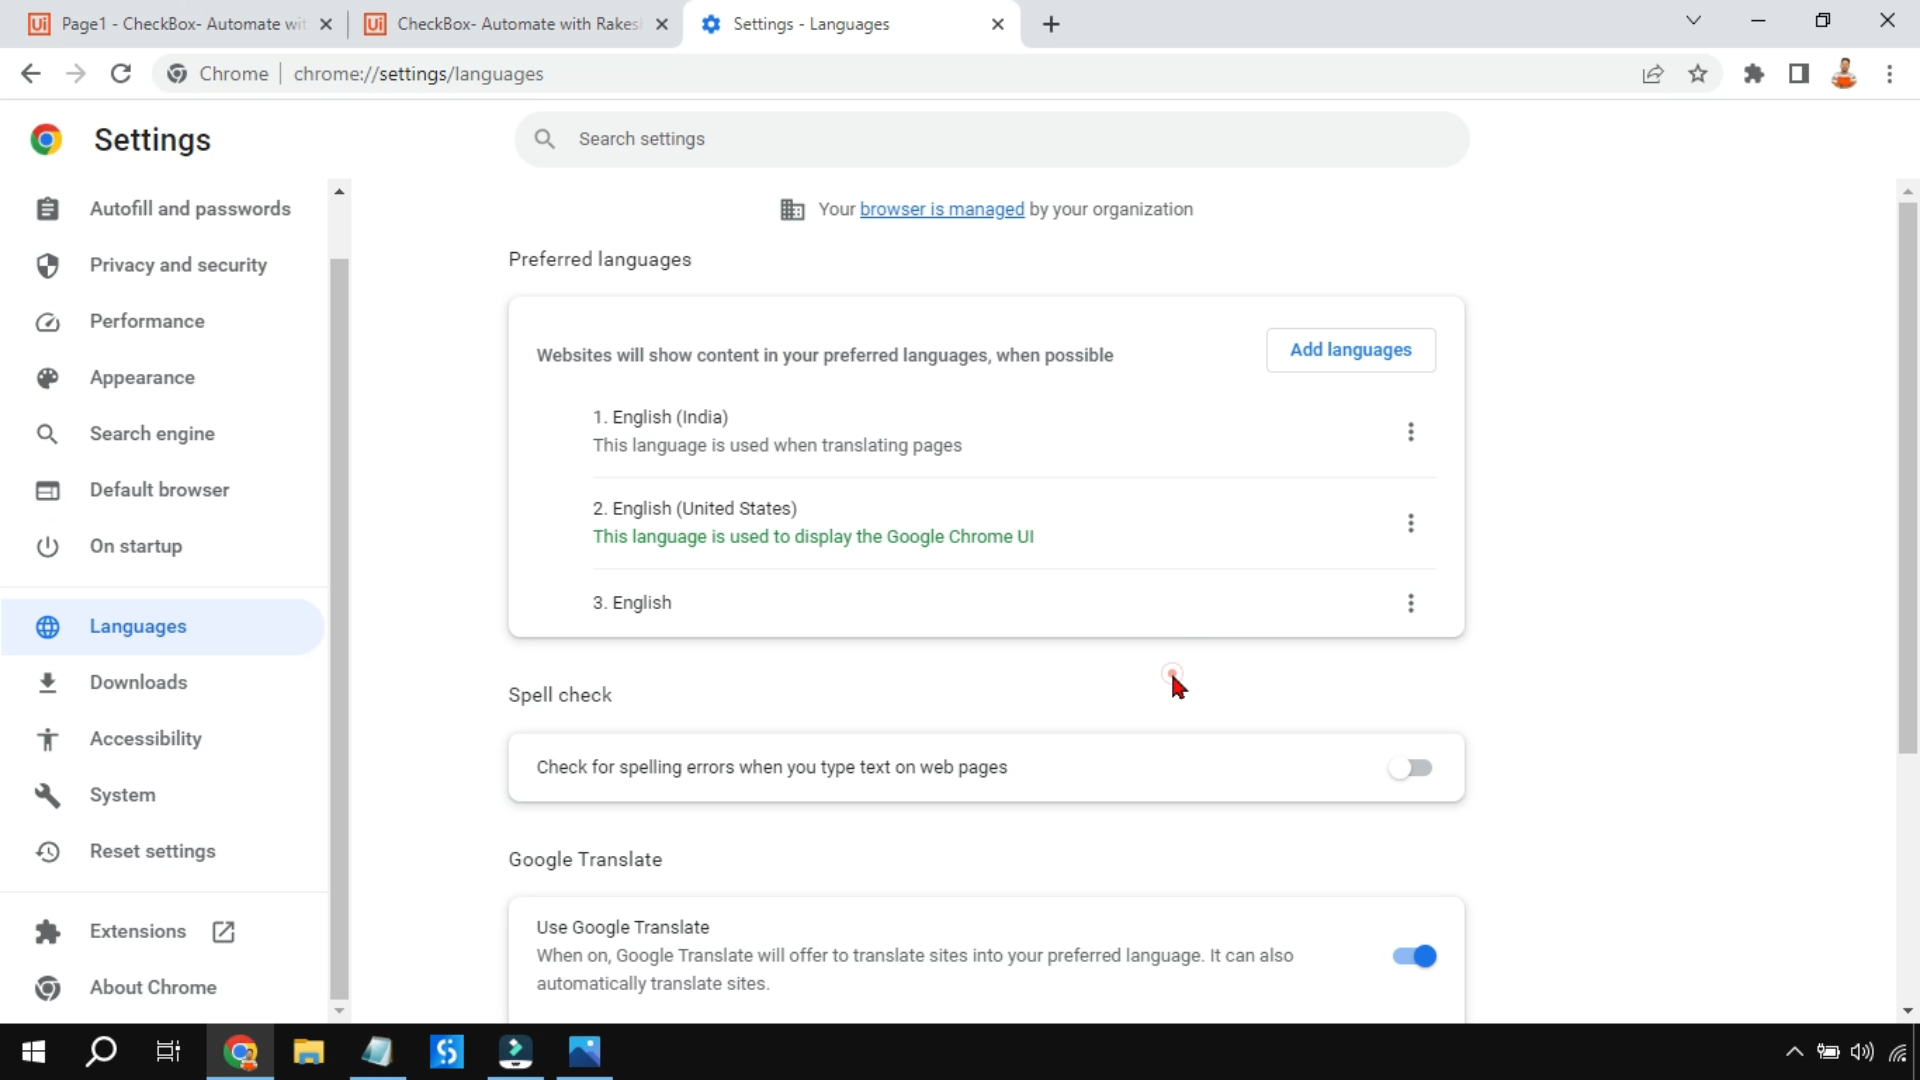 Page1 - CheckBox- Automate wit
CheckBox- Automate with Rakes
Settings - Languages
Chrome
chrome://settings/languages
Settings
Search settings
Autofill and passwords
Privacy and security
Performance
Appearance
Search engine
Default browser
On startup
Languages
Downloads
Accessibility
System
Reset settings
Extensions
About Chrome
Your browser is managed by your organization
Preferred languages
Websites will show content in your preferred languages, when possible
Add languages
1. English (India)
This language is used when translating pages
2. English (United States)
This language is used to display the Google Chrome UI
3. English
Spell check
Check for spelling errors when you type text on web pages
Google Translate
Use Google Translate
When on, Google Translate will offer to translate sites into your preferred language. It can also
automatically translate sites.